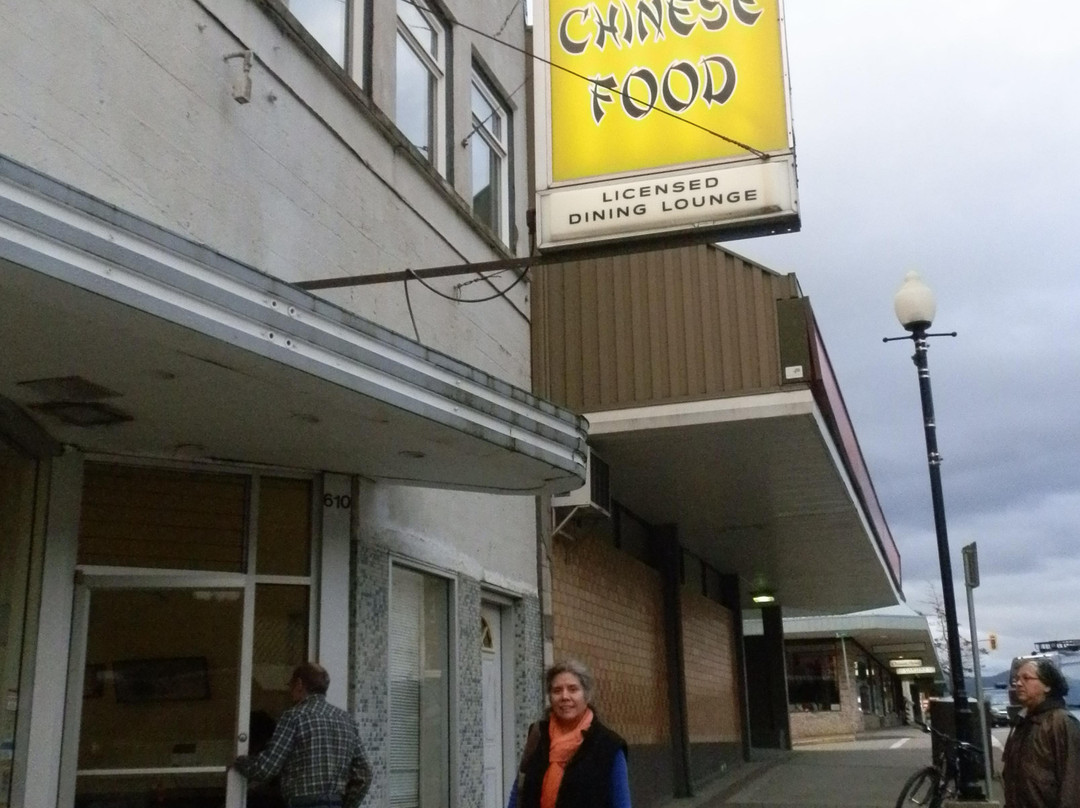 CHINESE
FOOD
LICENSED
DINING LOUNGE
610